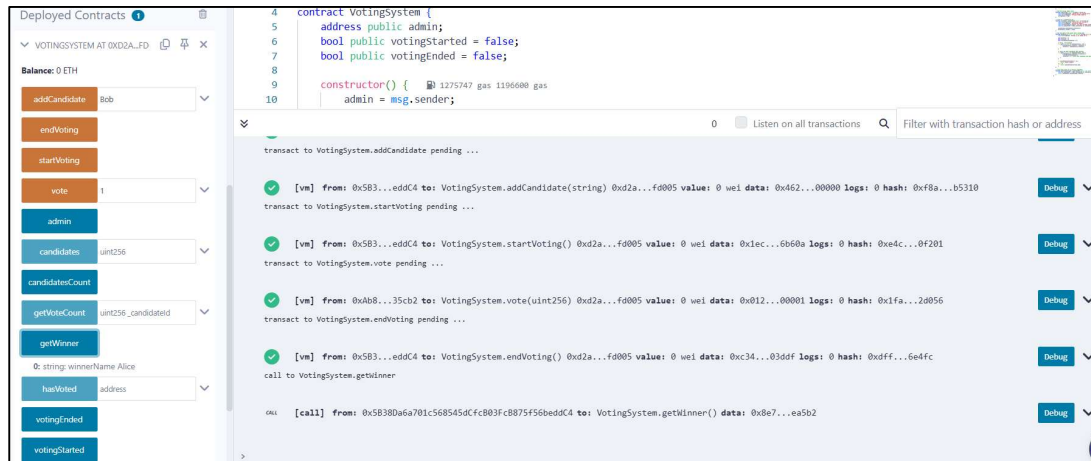 Deployed Contracts 1
VOTINGSYSTEM AT 0XD2A...FD
Balance: 0 ETH
addCandidate Bob
endVoting
startVoting
vote 1
admin
candidates uint256
candidatesCount
getVoteCount uint256 _candidateId
getWinner
0: string: winnerName Alice
hasVoted address
votingEnded
votingStarted
4 contract VotingSystem {
5 address public admin;
6 bool public votingStarted = false;
7 bool public votingEnded = false;
8
9 constructor() { 1275747 gas 1196600 gas
10 admin = msg.sender;
0 Listen on all transactions Filter with transaction hash or address
transact to VotingSystem.addCandidate pending ...
[vm] from: 0x5B3...eddC4 to: VotingSystem.addCandidate(string) 0xd2a...fd005 value: 0 wei data: 0x462...00000 logs: 0 hash: 0xf8a...b5310 Debug
transact to VotingSystem.startVoting pending ...
[vm] from: 0x5B3...eddC4 to: VotingSystem.startVoting() 0xd2a...fd005 value: 0 wei data: 0x1ec...6b60a logs: 0 hash: 0xe4c...0f201 Debug
transact to VotingSystem.vote pending ...
[vm] from: 0xAb8...35cb2 to: VotingSystem.vote(uint256) 0xd2a...fd005 value: 0 wei data: 0x012...00001 logs: 0 hash: 0x1fa...2d056 Debug
transact to VotingSystem.endVoting pending ...
[vm] from: 0x5B3...eddC4 to: VotingSystem.endVoting() 0xd2a...fd005 value: 0 wei data: 0xc34...03ddf logs: 0 hash: 0xdff...6e4fc Debug
call to VotingSystem.getWinner
CALL [call] from: 0x5B38Da6a701c568545dCfcB03FcB875f56beddC4 to: VotingSystem.getWinner() data: 0x8e7...ea5b2 Debug
>